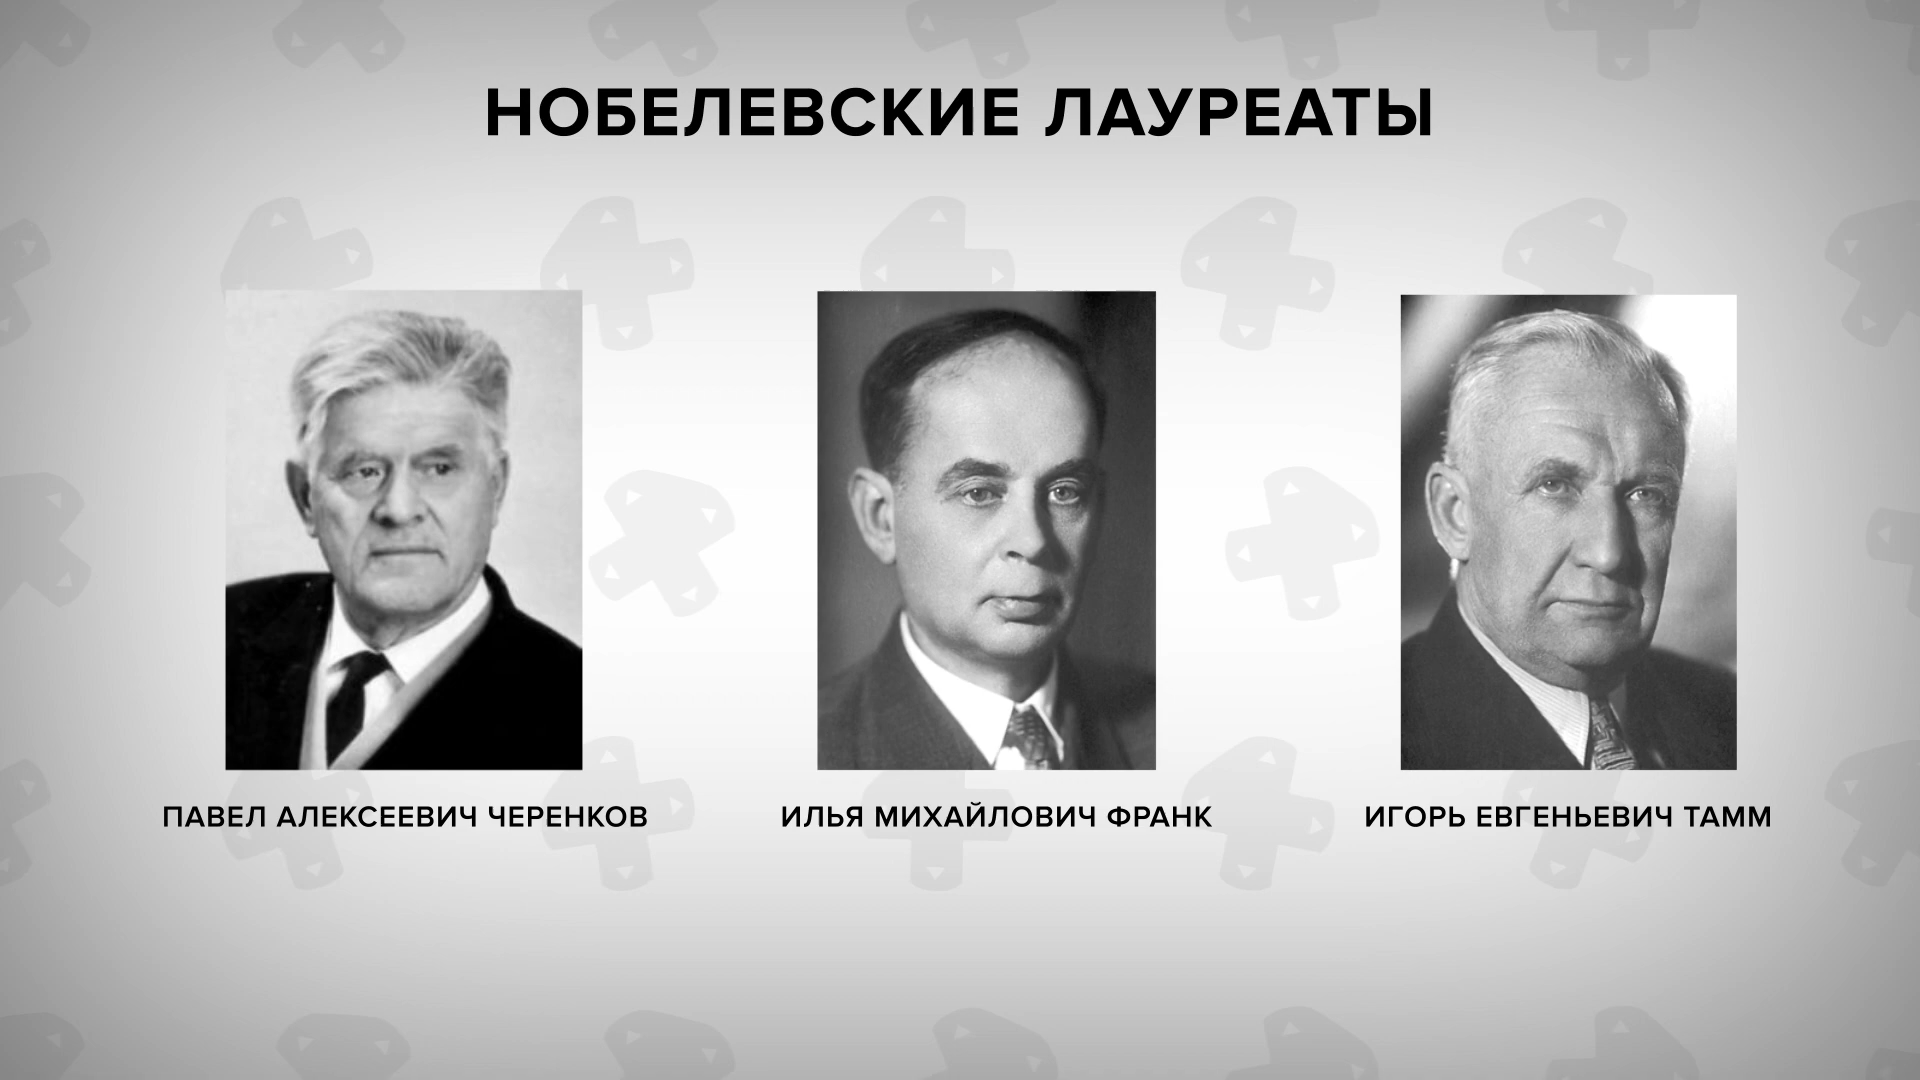 НОБЕЛЕВСКИЕ ЛАУРЕАТЫ
ПАВЕЛ АЛЕКСЕЕВИЧ ЧЕРЕНКОВ
ИЛЬЯ МИХАЙЛОВИЧ ФРАНК
ИГОРЬ ЕВГЕНЬЕВИЧ ТАММ